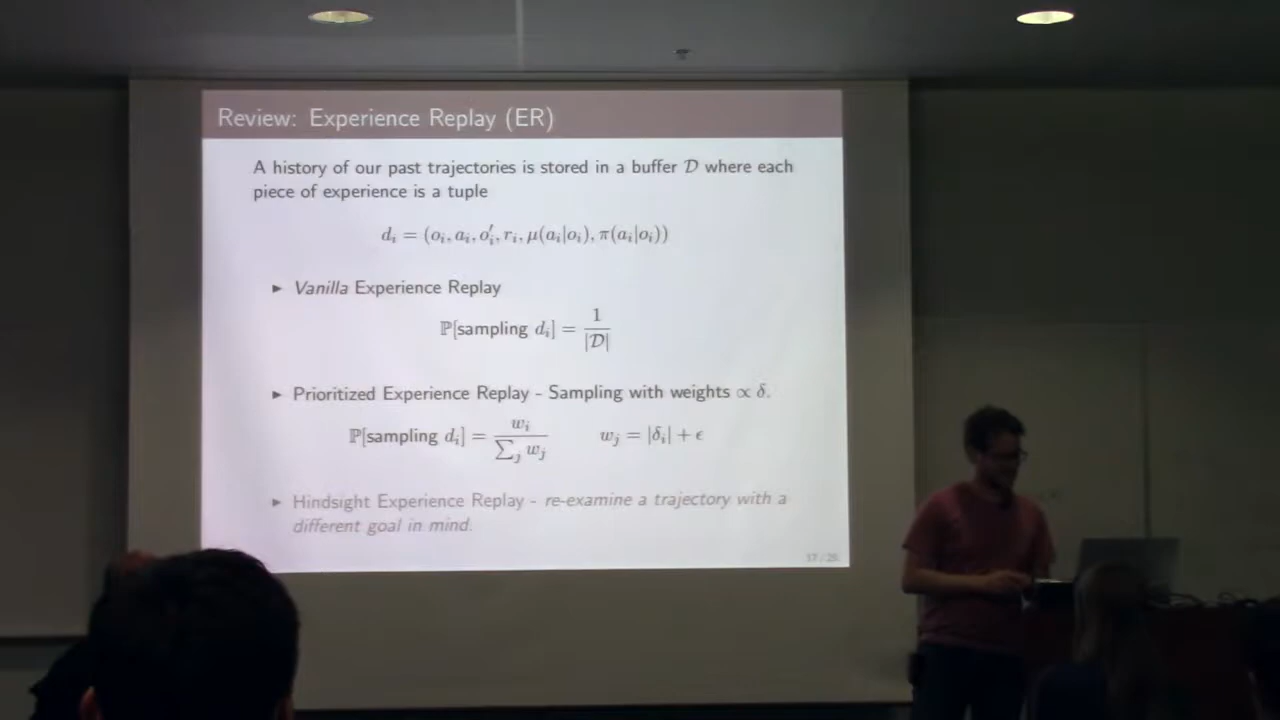 Review: Experience Replay (ER)
A history of our past trajectories is stored in a buffer 𝒟 where each
piece of experience is a tuple
dᵢ = (oᵢ, aᵢ, o′ᵢ, rᵢ, μ(aᵢ|oᵢ), π(aᵢ|oᵢ))
► Vanilla Experience Replay
ℙ[sampling dᵢ] = 1 / |𝒟|
► Prioritized Experience Replay - Sampling with weights ∝ δ.
ℙ[sampling dᵢ] = wᵢ / ∑ⱼ wⱼ    wⱼ = |δᵢ| + ϵ
► Hindsight Experience Replay - re-examine a trajectory with a
different goal in mind.